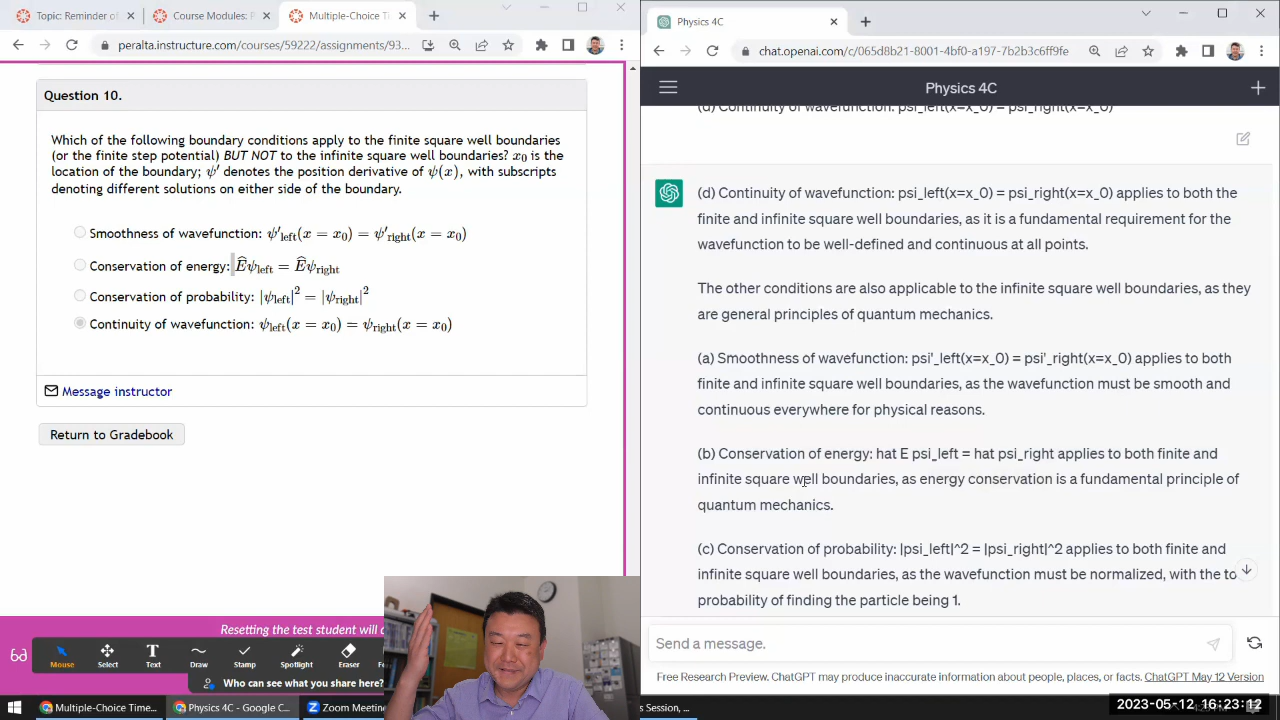 Topic: Reminder of
Course Modules: P
Multiple-Choice Tim
peralta.instructure.com/courses/59222/assignments/93...
Question 10.
Which of the following boundary conditions apply to the finite square well boundaries
(or the finite step potential) BUT NOT to the infinite square well boundaries? x₀ is the
location of the boundary; ψ′ denotes the position derivative of ψ(x), with subscripts
denoting different solutions on either side of the boundary.
Smoothness of wavefunction: ψ′left(x = x₀) = ψ′right(x = x₀)
Conservation of energy: Êψleft = Êψright
Conservation of probability: |ψleft|² = |ψright|²
Continuity of wavefunction: ψleft(x = x₀) = ψright(x = x₀)
Message instructor
Return to Gradebook
Resetting the test student will c
Mouse
Select
Text
Draw
Stamp
Spotlight
Eraser
Who can see what you share here?
Multiple-Choice Time...
Physics 4C - Google C...
Zoom Meetin
s Session, ...
Physics 4C
chat.openai.com/c/065d8b21-8001-4bf0-a197-7b2b3c6ff9fe
Physics 4C
(d) Continuity of wavefunction: psi_left(x=x_0) = psi_right(x=x_0)
(d) Continuity of wavefunction: psi_left(x=x_0) = psi_right(x=x_0) applies to both the
finite and infinite square well boundaries, as it is a fundamental requirement for the
wavefunction to be well-defined and continuous at all points.
The other conditions are also applicable to the infinite square well boundaries, as they
are general principles of quantum mechanics.
(a) Smoothness of wavefunction: psi'_left(x=x_0) = psi'_right(x=x_0) applies to both
finite and infinite square well boundaries, as the wavefunction must be smooth and
continuous everywhere for physical reasons.
(b) Conservation of energy: hat E psi_left = hat psi_right applies to both finite and
infinite square well boundaries, as energy conservation is a fundamental principle of
quantum mechanics.
(c) Conservation of probability: |psi_left|^2 = |psi_right|^2 applies to both finite and
infinite square well boundaries, as the wavefunction must be normalized, with the to
probability of finding the particle being 1.
Send a message.
Free Research Preview. ChatGPT may produce inaccurate information about people, places, or facts. ChatGPT May 12 Version
2023-05-12 16:23:12